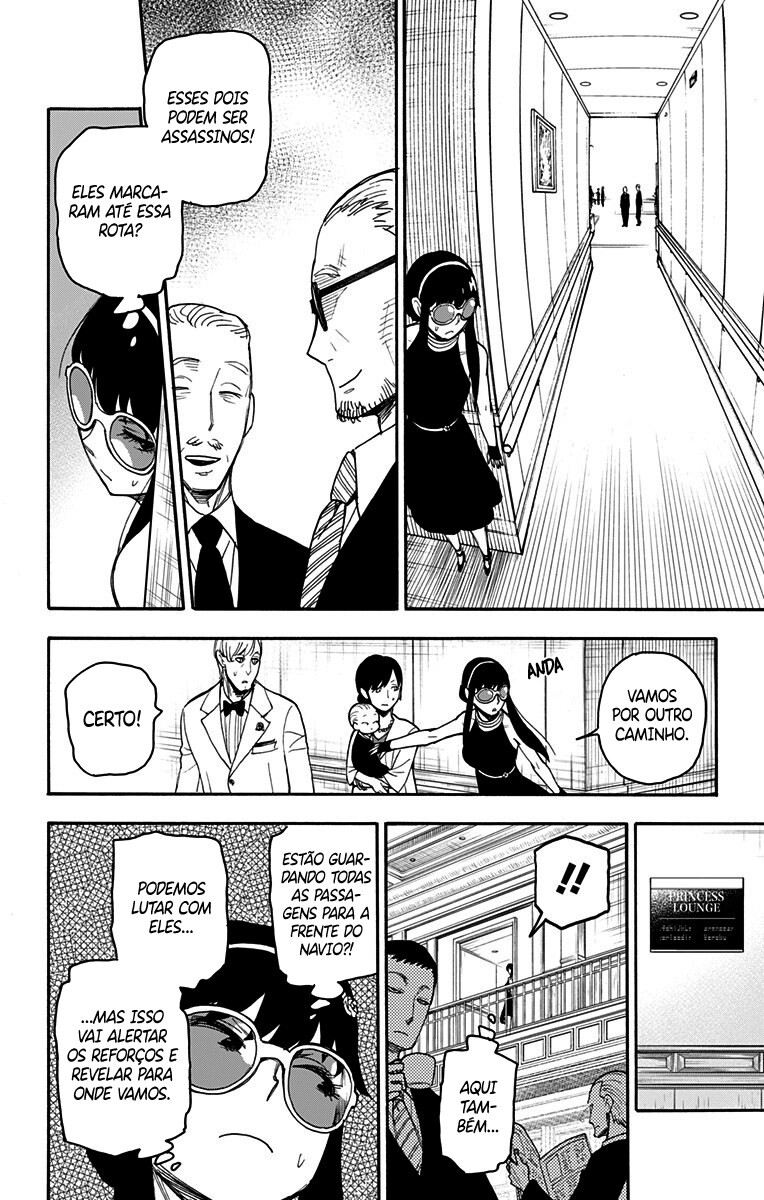 ESSES DOIS
PODEM SER
ASSASSINOS!
ELES MARCA-
RAM ATÉ ESSA
ROTA?
VAMOS
POR OUTRO
CAMINHO.
ANDA
CERTO!
PRINCESS
LOUNGE
!!
AQUI
TAM-
BÉM...
ESTÃO GUAR-
DANDO TODAS
AS PASSA-
GENS PARA A
FRENTE DO
NAVIO?!
PODEMOS
LUTAR COM
ELES...
...MAS ISSO
VAI ALERTAR
OS REFORÇOS E
REVELAR PARA
ONDE VAMOS.